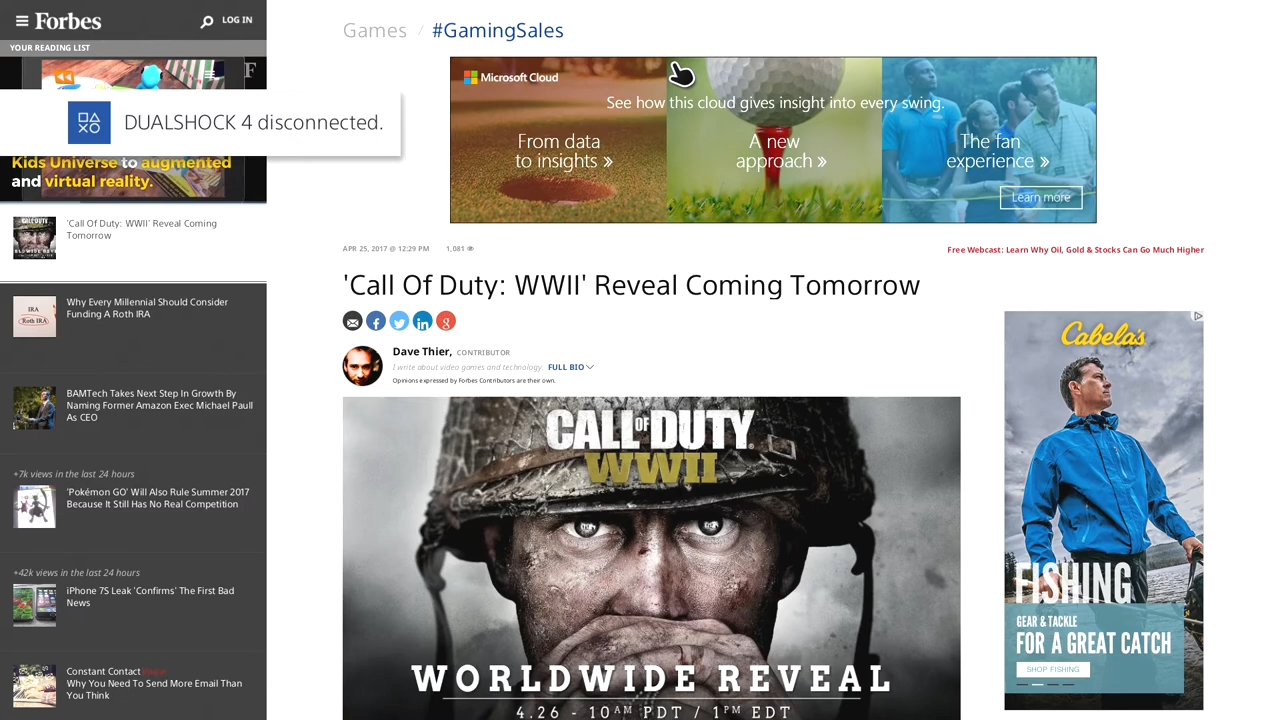 Forbes
LOG IN
YOUR READING LIST
F
DUALSHOCK 4 disconnected.
Kids Universe to augmented
and virtual reality.
'Call Of Duty: WWII' Reveal Coming
Tomorrow
Why Every Millennial Should Consider
Funding A Roth IRA
IRA
Roth IRA
BAMTech Takes Next Step In Growth By
Naming Former Amazon Exec Michael Paull
As CEO
+7k views in the last 24 hours
'Pokémon GO' Will Also Rule Summer 2017
Because It Still Has No Real Competition
+42k views in the last 24 hours
iPhone 7S Leak 'Confirms' The First Bad
News
Constant Contact
Why You Need To Send More Email Than
You Think
Games / #GamingSales
Microsoft Cloud
See how this cloud gives insight into every swing.
From data
to insights »
A new
approach »
The fan
experience »
Learn more
APR 25, 2017 @ 12:29 PM 1,081
Free Webcast: Learn Why Oil, Gold & Stocks Can Go Much Higher
'Call Of Duty: WWII' Reveal Coming Tomorrow
Dave Thier, CONTRIBUTOR
I write about video games and technology. FULL BIO
Opinions expressed by Forbes Contributors are their own.
CALL OF DUTY
WWII
WORLDWIDE REVEAL
4.26 - 10AM PDT / 1PM EDT
Cabela's
FISHING
GEAR & TACKLE
FOR A GREAT CATCH
SHOP FISHING